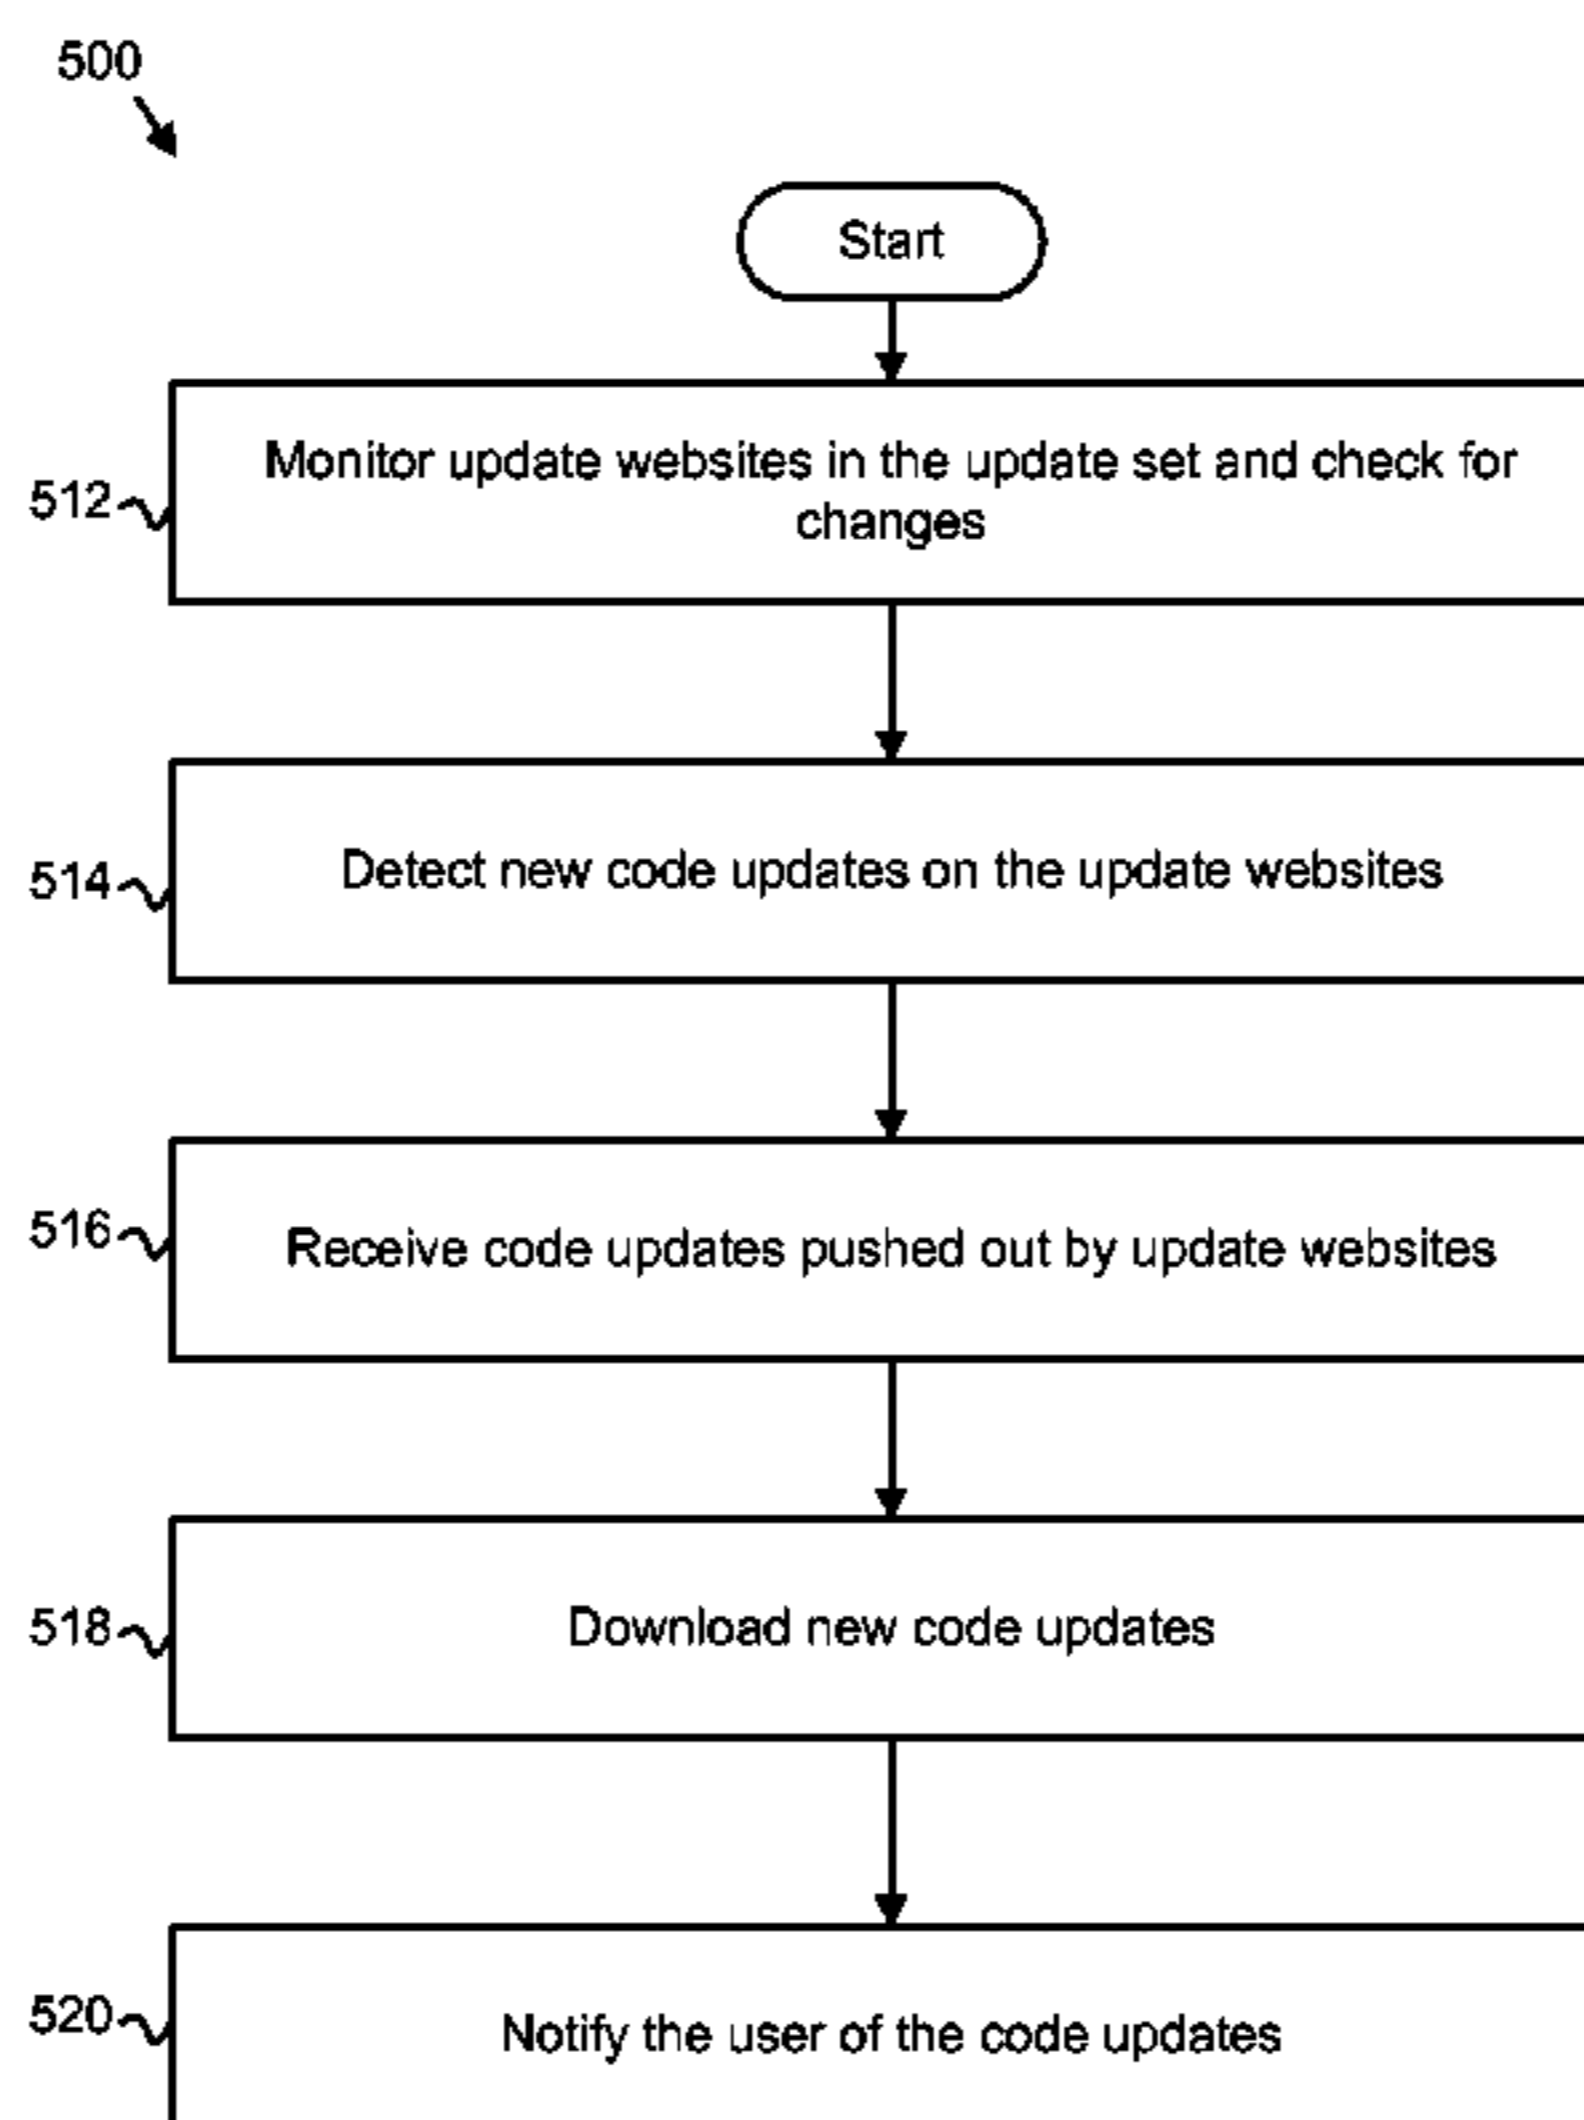 500
Start
Monitor update websites in the update set and check for
changes
512
Detect new code updates on the update websites
514
Receive code updates pushed out by update websites
516
Download new code updates
518
Notify the user of the code updates
520